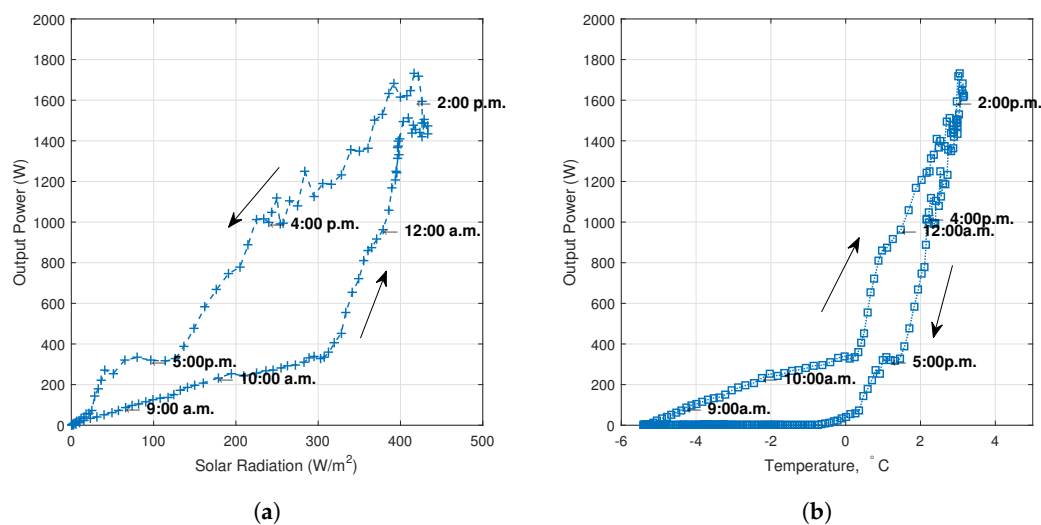 2000
1800
1600
1400
1200
1000
800
600
400
200
0
Output Power (W)
2:00 p.m.
4:00 p.m.
12:00 a.m.
5:00p.m.
10:00 a.m.
9:00 a.m.
0 100 200 300 400 500
Solar Radiation (W/m²)
(a)
2000
1800
1600
1400
1200
1000
800
600
400
200
0
Output Power (W)
2:00p.m.
4:00p.m.
12:00a.m.
5:00p.m.
10:00a.m.
9:00a.m.
-6 -4 -2 0 2 4
Temperature, °C
(b)